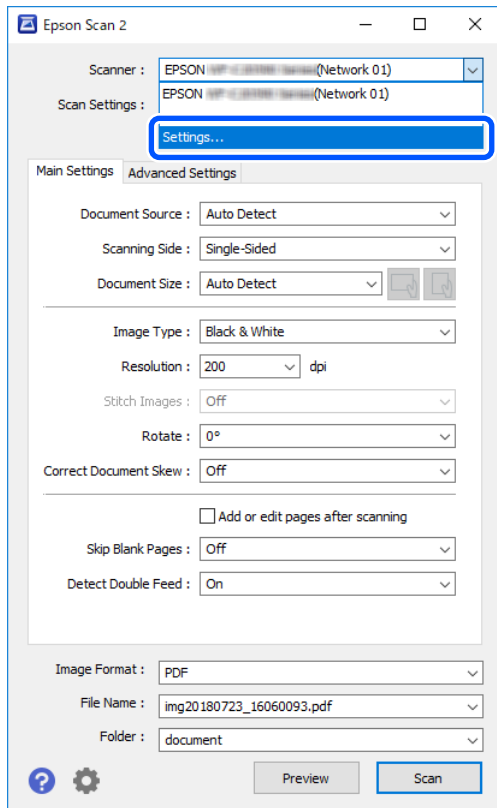 Epson Scan 2
Scanner : EPSON (Network 01)
EPSON (Network 01)
Scan Settings :
Settings...
Main Settings Advanced Settings
Document Source : Auto Detect
Scanning Side : Single-Sided
Document Size : Auto Detect
Image Type : Black & White
Resolution : 200 dpi
Stitch Images : Off
Rotate : 0°
Correct Document Skew : Off
Add or edit pages after scanning
Skip Blank Pages : Off
Detect Double Feed : On
Image Format : PDF
File Name : img20180723_16060093.pdf
Folder : document
? Preview Scan